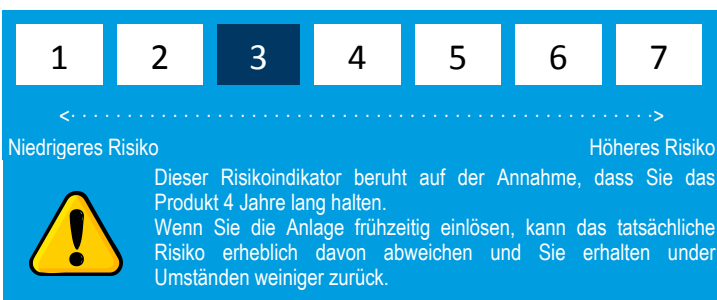 1 2 3 4 5 6 7
<· · · · · · · · · · · · · · · · · · · · · · · · · · · · · · · · · · · · · · · · · · · · · · · · · · · ·>
Niedrigeres Risiko Höheres Risiko
Dieser Risikoindikator beruht auf der Annahme, dass Sie das
Produkt 4 Jahre lang halten.
Wenn Sie die Anlage frühzeitig einlösen, kann das tatsächliche
Risiko erheblich davon abweichen und Sie erhalten under
Umständen weiniger zurück.